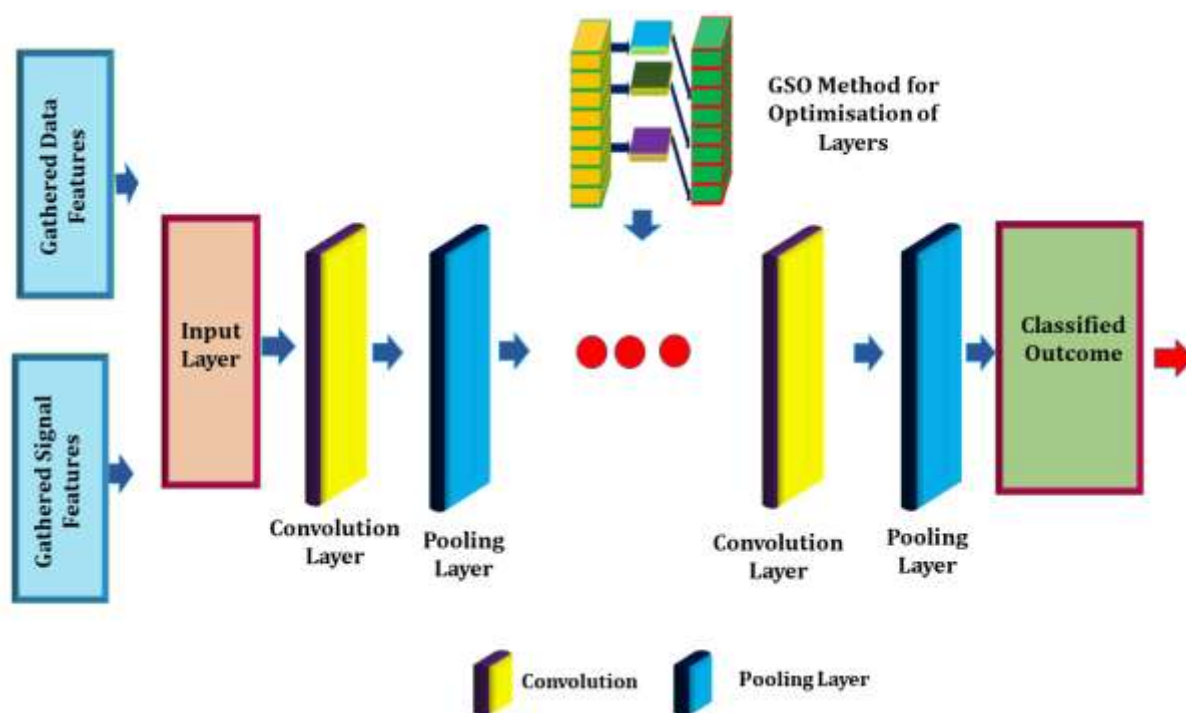 Gathered Data
Features
Gathered Signal
Features
Input
Layer
Convolution
Layer
Pooling
Layer
GSO Method for
Optimisation of
Layers
Convolution
Layer
Pooling
Layer
Classified
Outcome
Convolution
Pooling Layer